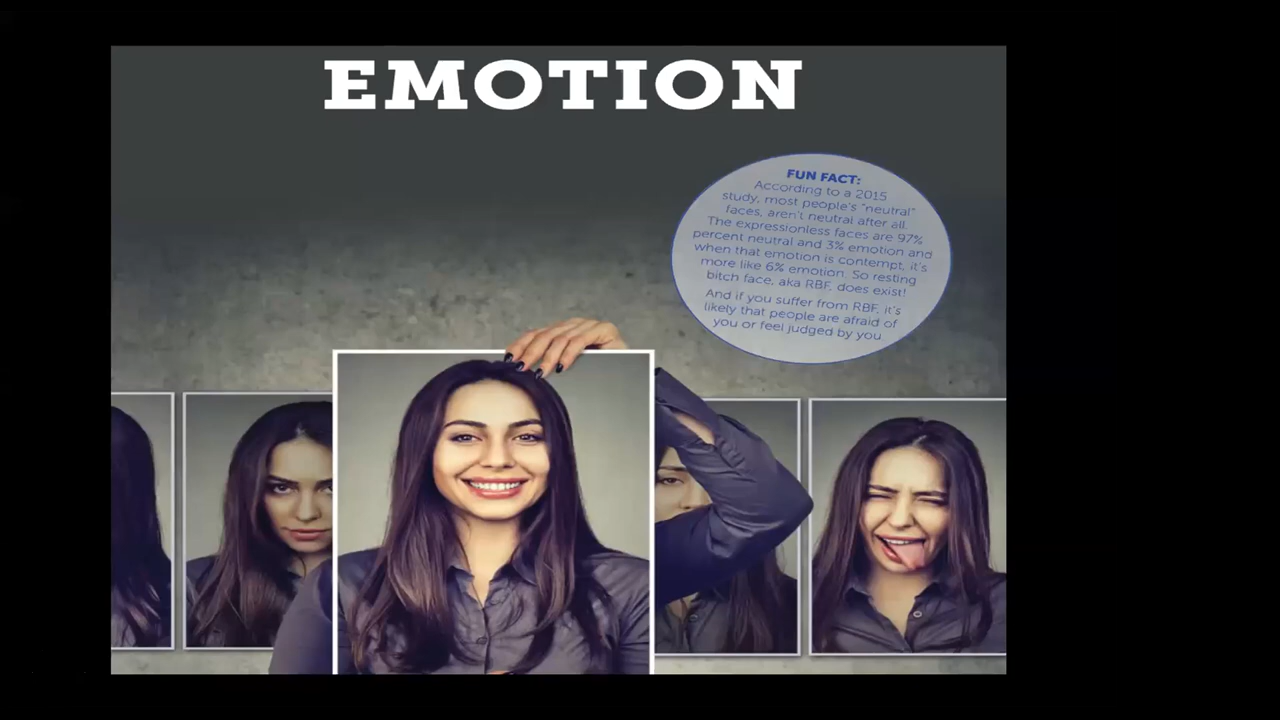 EMOTION
FUN FACT:
According to a 2015
study, most people's "neutral"
faces, aren't neutral after all.
The expressionless faces are 97%
percent neutral and 3% emotion and
when that emotion is contempt, it's
more like 6% emotion. So resting
bitch face, aka RBF, does exist!
And if you suffer from RBF, it's
likely that people are afraid of
you or feel judged by you.